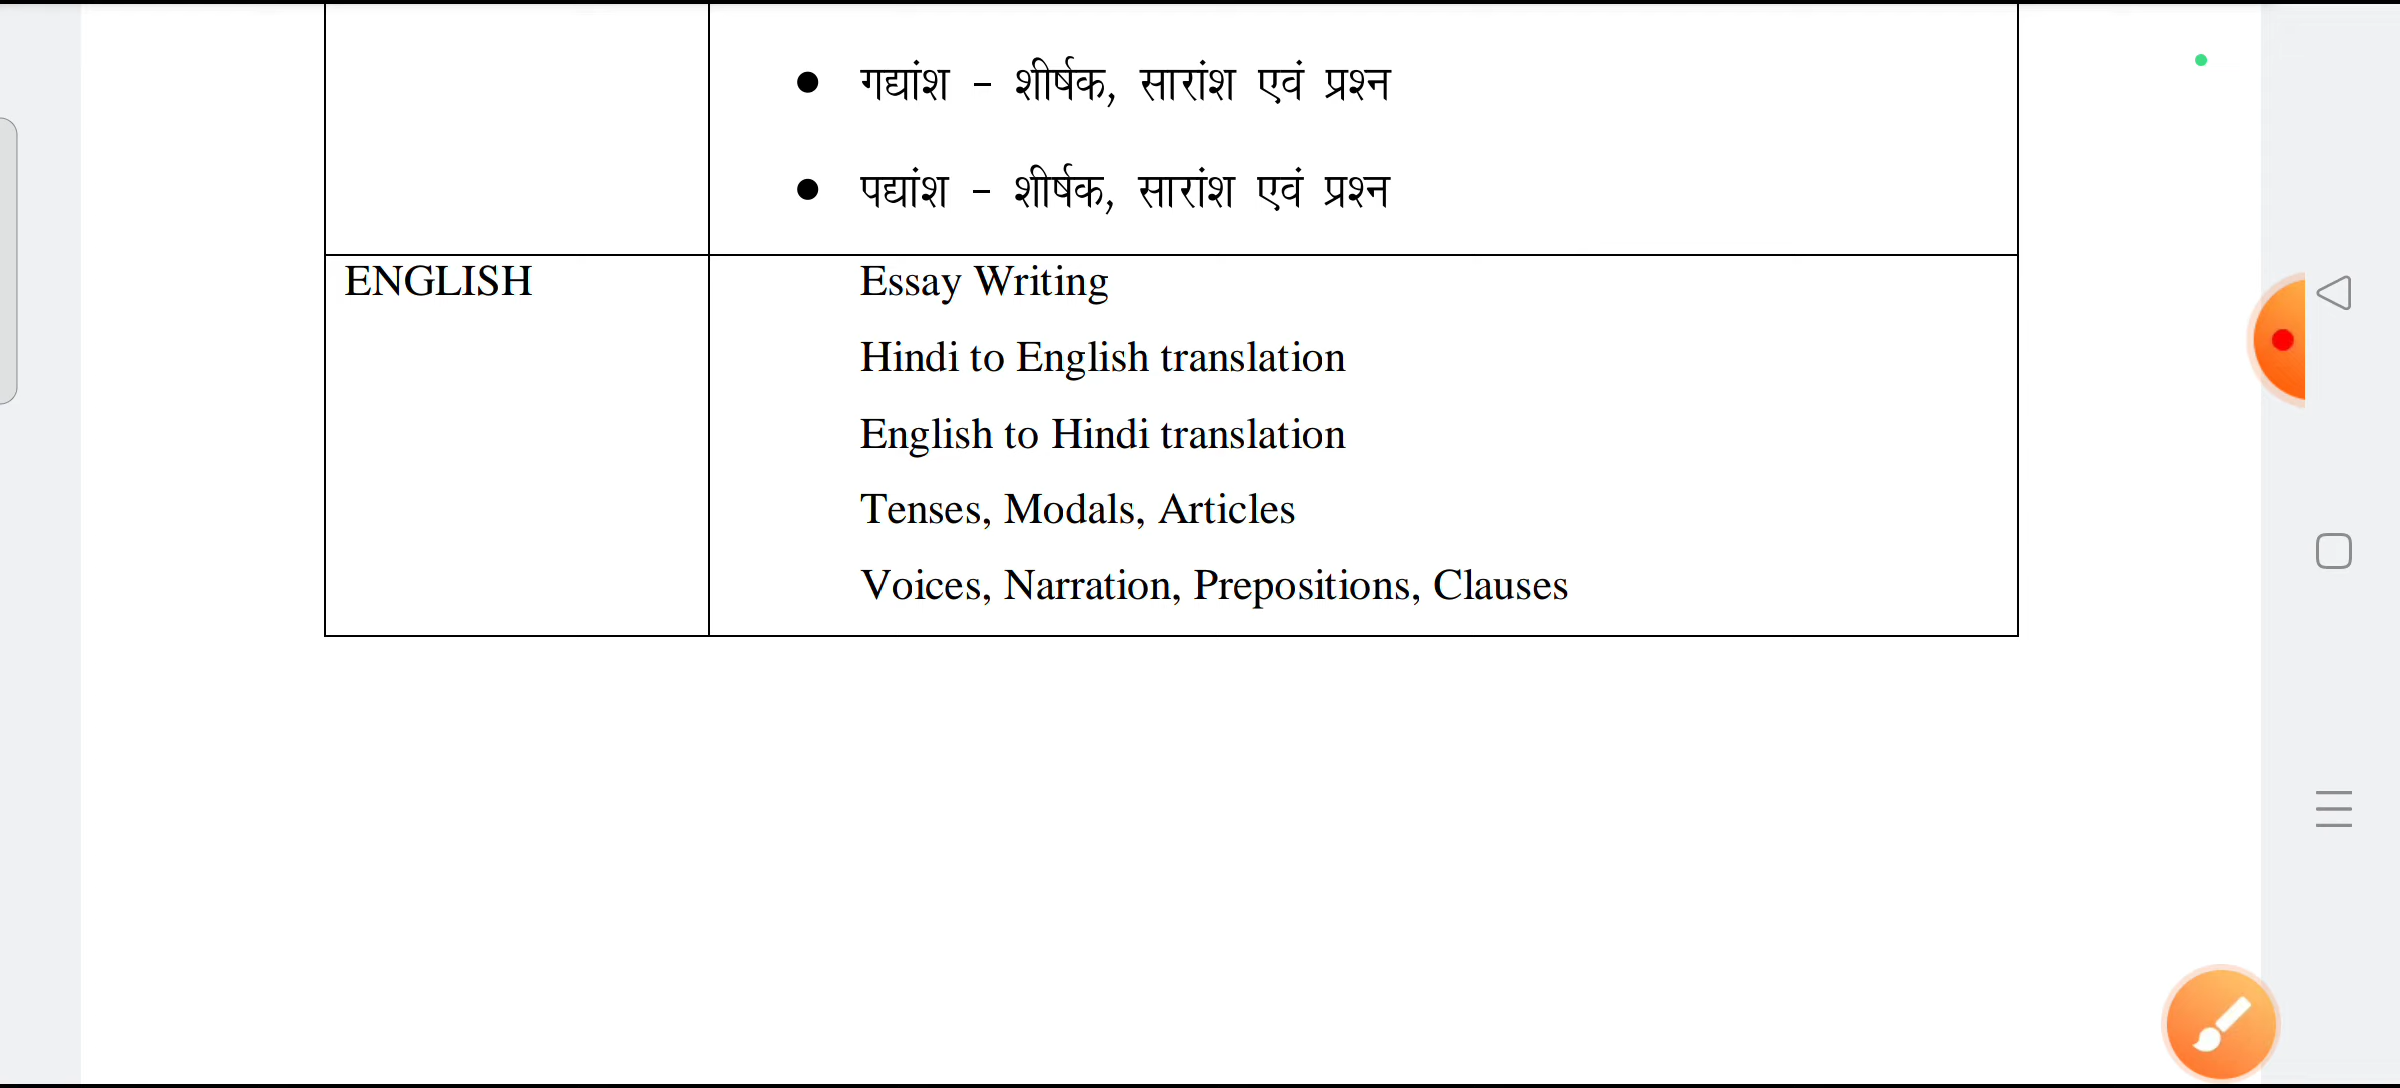 ● गद्यांश – शीर्षक, सारांश एवं प्रश्न
● पद्यांश – शीर्षक, सारांश एवं प्रश्न
ENGLISH Essay Writing
Hindi to English translation
English to Hindi translation
Tenses, Modals, Articles
Voices, Narration, Prepositions, Clauses